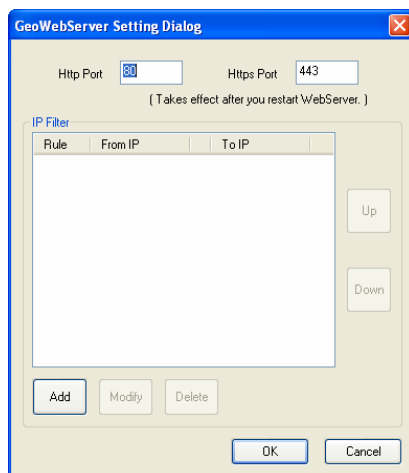 GeoWebServer Setting Dialog
Http Port 80 Https Port 443
( Takes effect after you restart WebServer. )
IP Filter
Rule From IP To IP
Up
Down
Add Modify Delete
OK Cancel